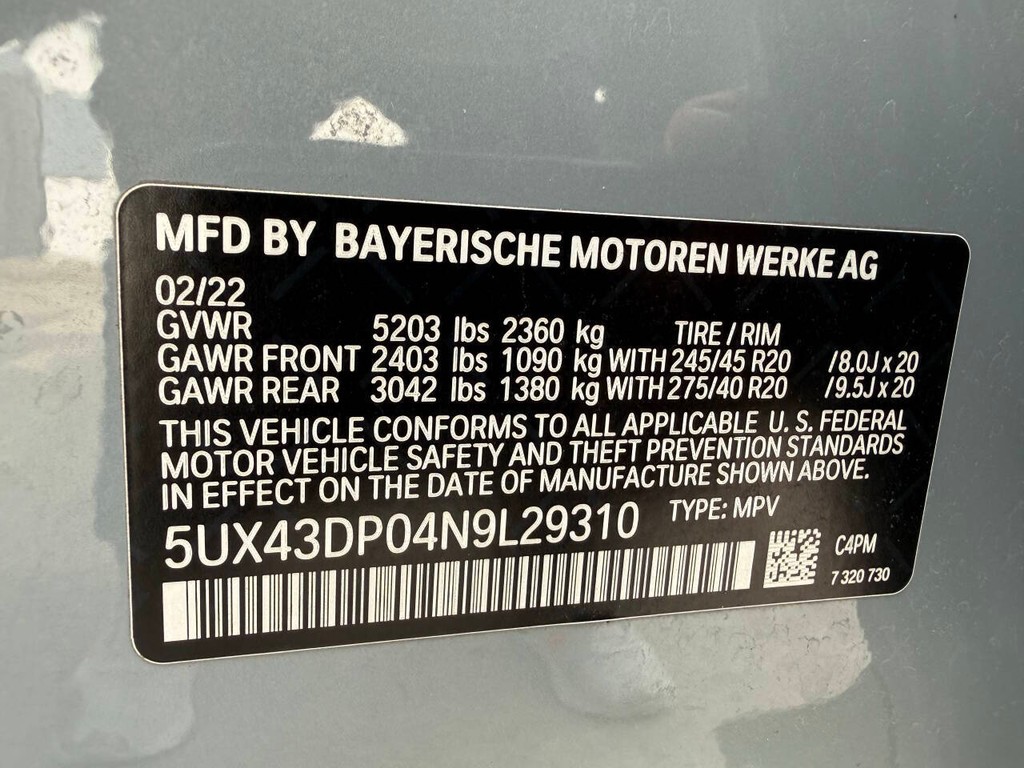 MFD BY BAYERISCHE MOTOREN WERKE AG
02/22
GVWR 5203 lbs 2360 kg TIRE / RIM
GAWR FRONT 2403 lbs 1090 kg WITH 245/45 R20 /8.0J x 20
GAWR REAR 3042 lbs 1380 kg WITH 275/40 R20 /9.5J x 20
THIS VEHICLE CONFORMS TO ALL APPLICABLE U. S. FEDERAL
MOTOR VEHICLE SAFETY AND THEFT PREVENTION STANDARDS
IN EFFECT ON THE DATE OF MANUFACTURE SHOWN ABOVE.
5UX43DP04N9L29310 TYPE: MPV
C4PM
7 320 730